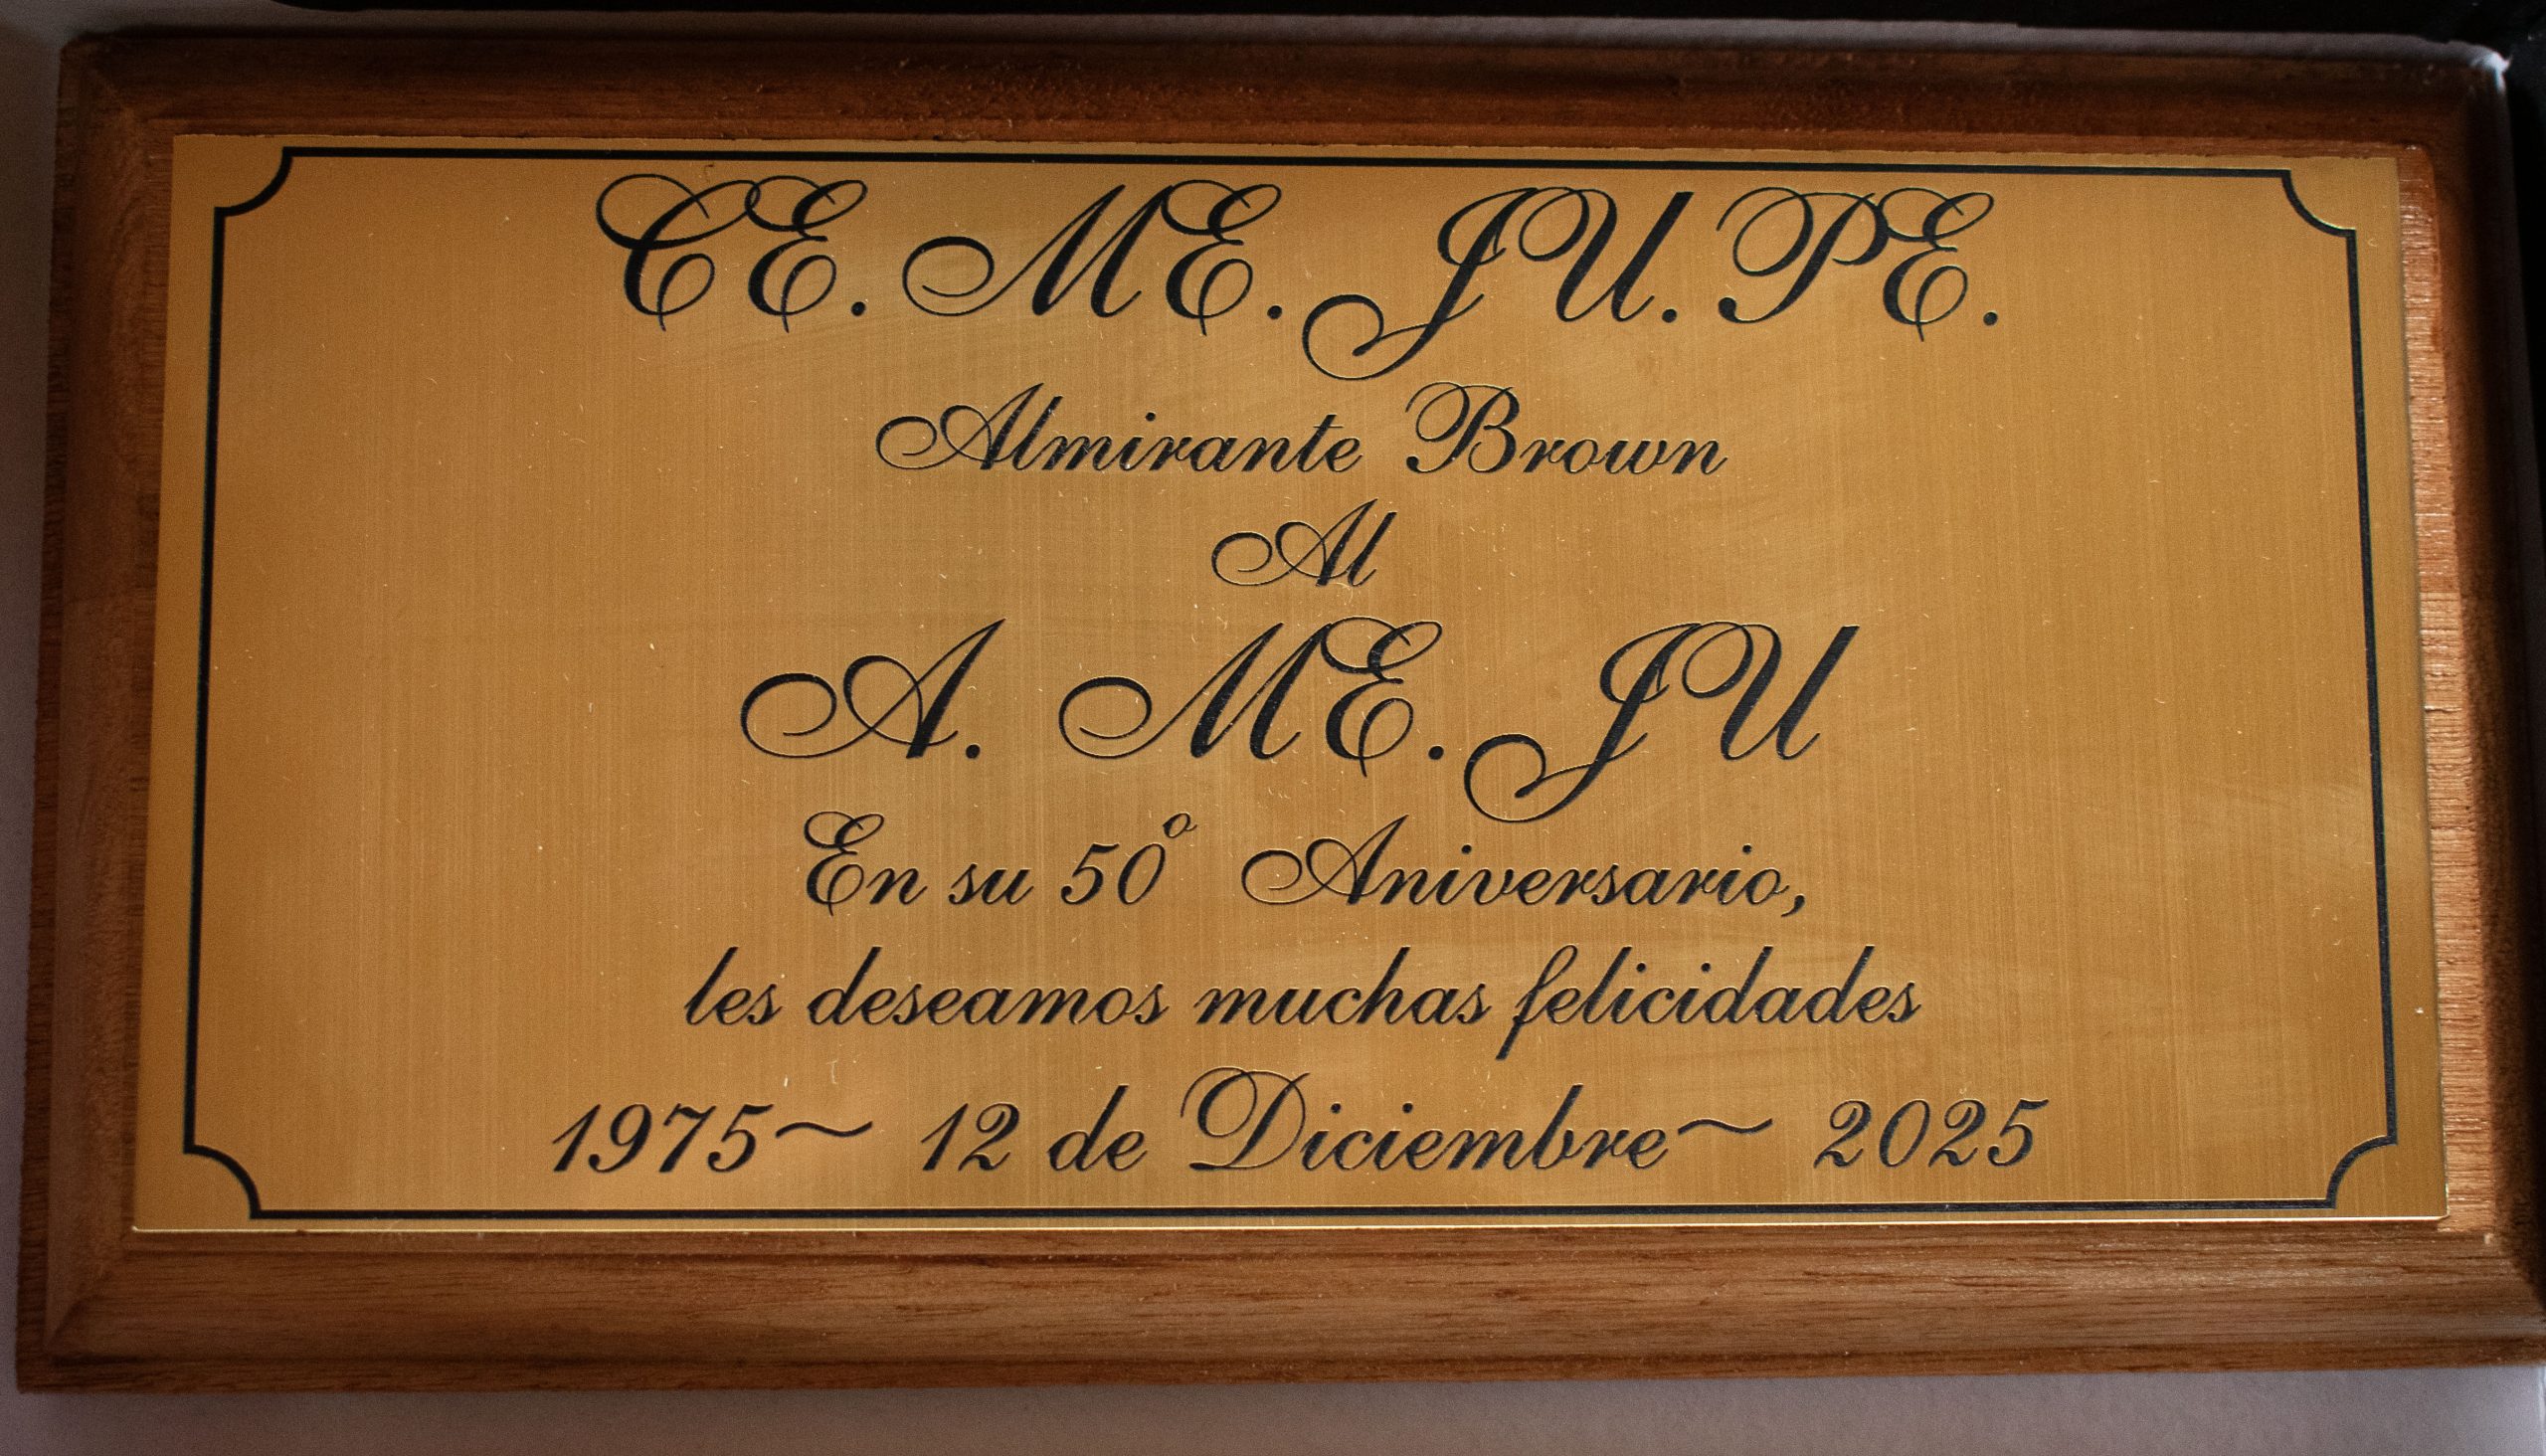 CE. ME. JU. PE.
Almirante Brown
Al
A. ME. JU
En su 50º Aniversario,
les deseamos muchas felicidades
1975~ 12 de Diciembre~ 2025